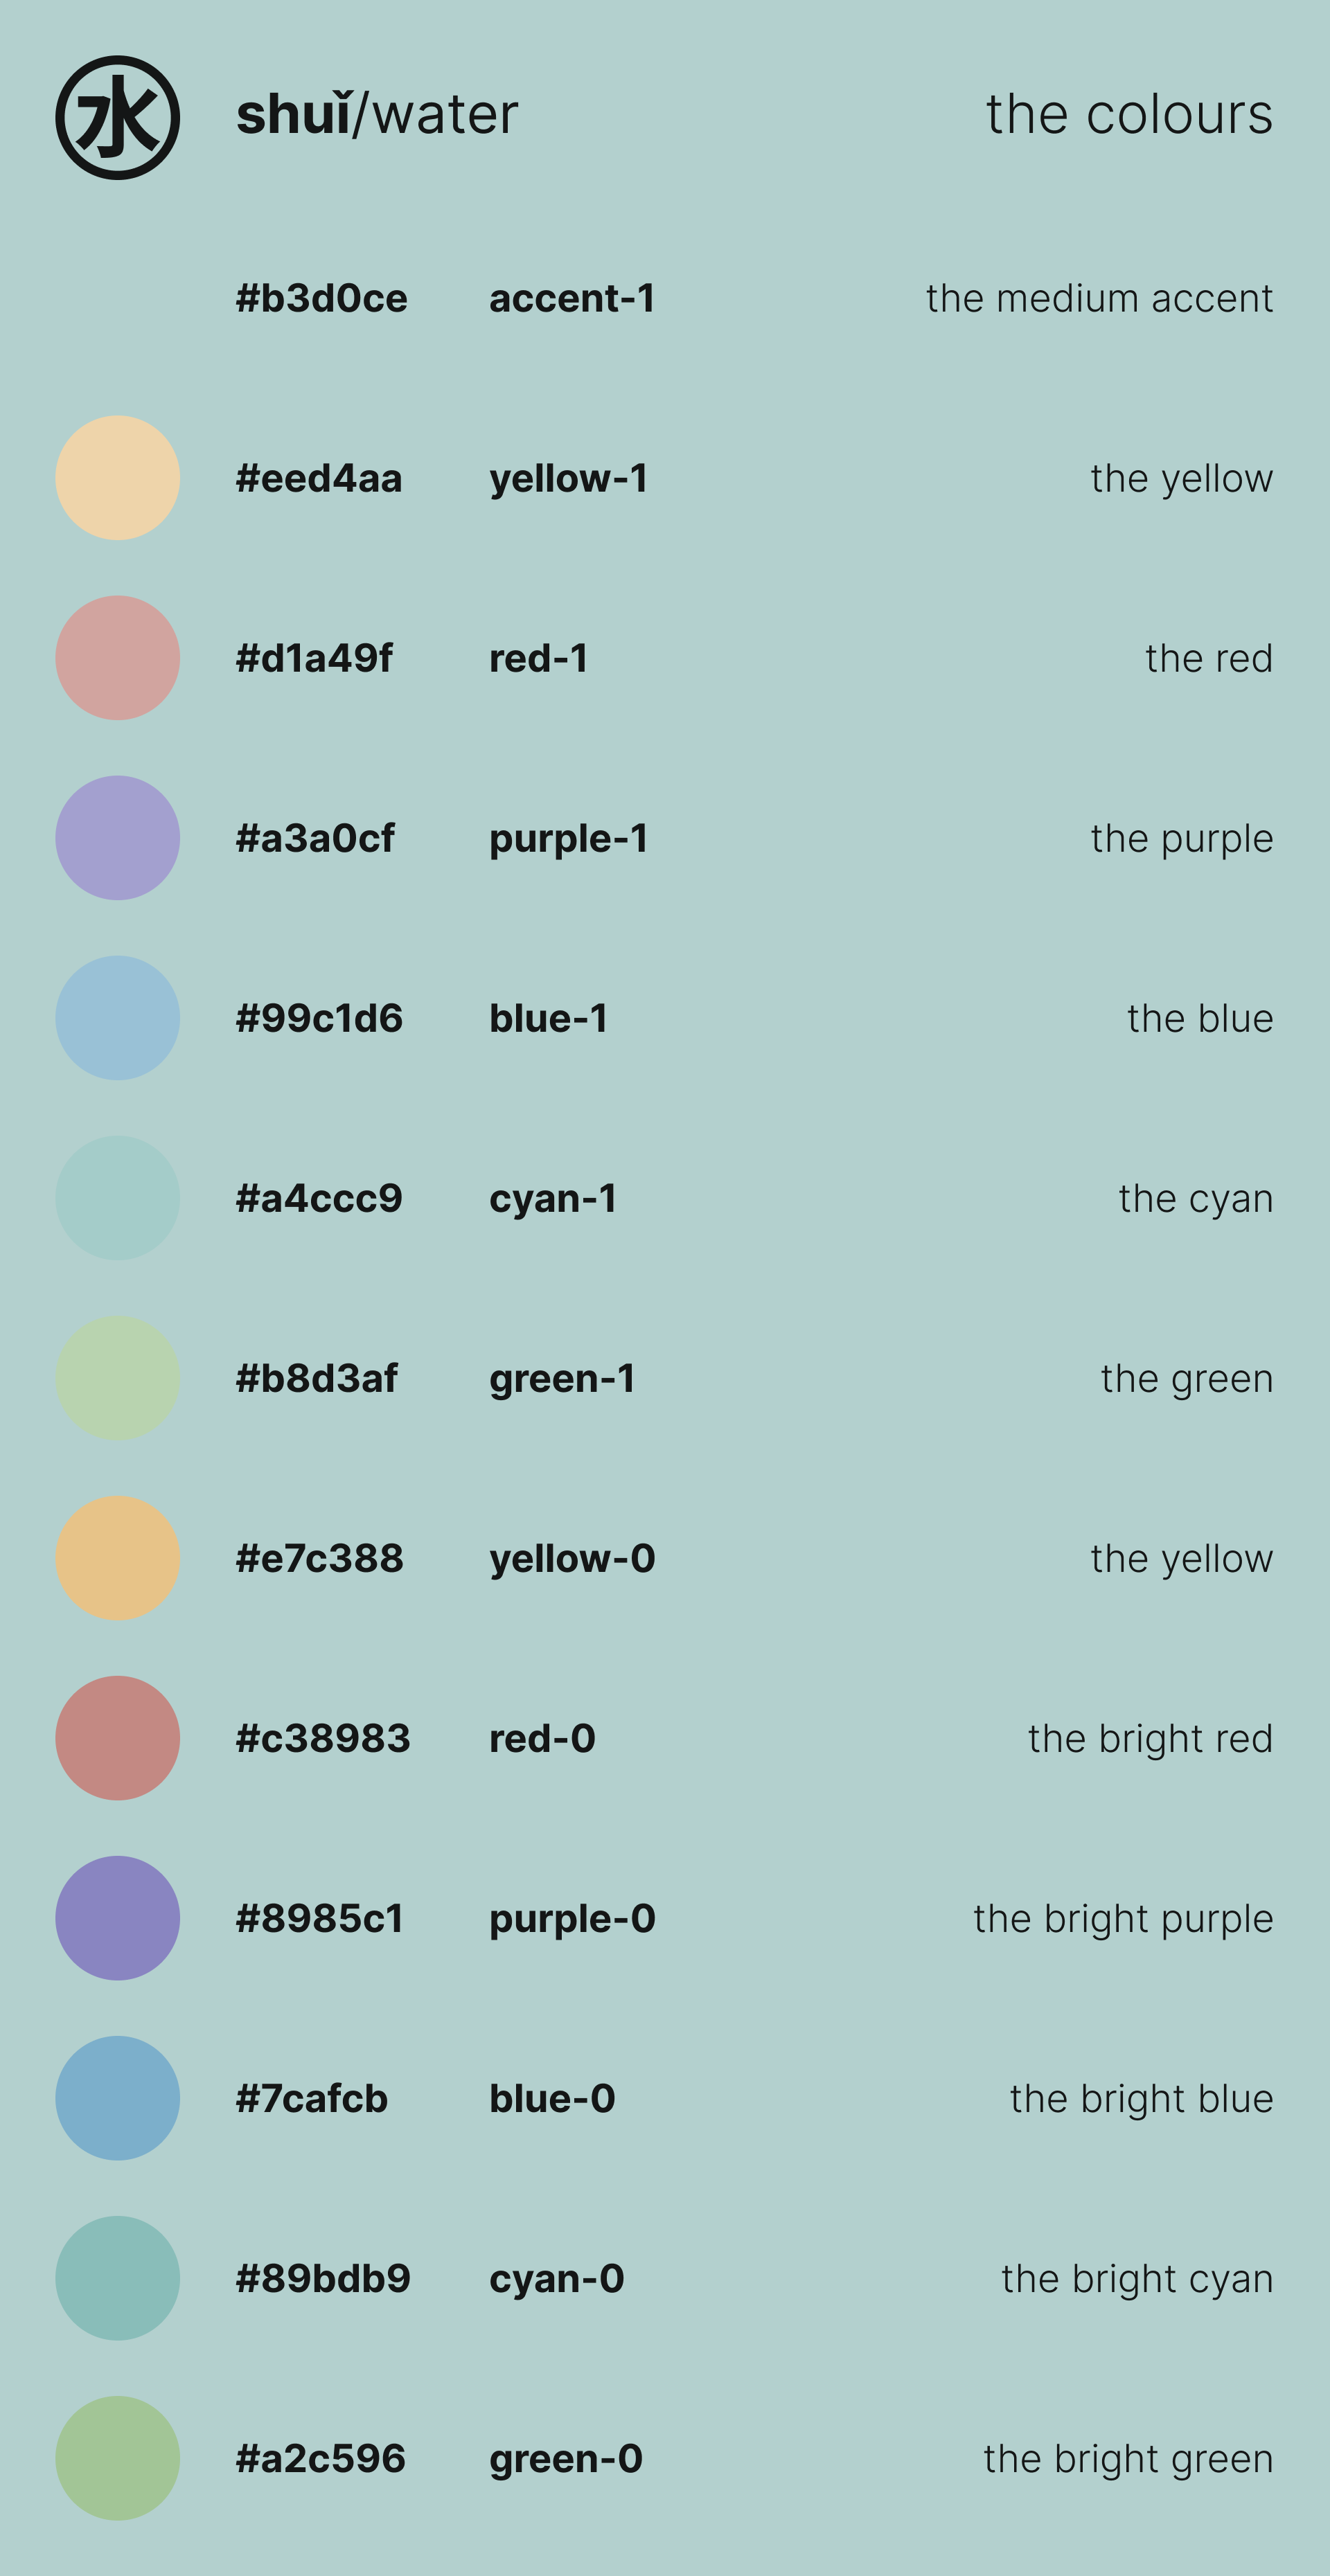 水 shuǐ/water the colours
#b3d0ce accent-1 the medium accent
#eed4aa yellow-1 the yellow
#d1a49f red-1 the red
#a3a0cf purple-1 the purple
#99c1d6 blue-1 the blue
#a4ccc9 cyan-1 the cyan
#b8d3af green-1 the green
#e7c388 yellow-0 the yellow
#c38983 red-0 the bright red
#8985c1 purple-0 the bright purple
#7cafcb blue-0 the bright blue
#89bdb9 cyan-0 the bright cyan
#a2c596 green-0 the bright green